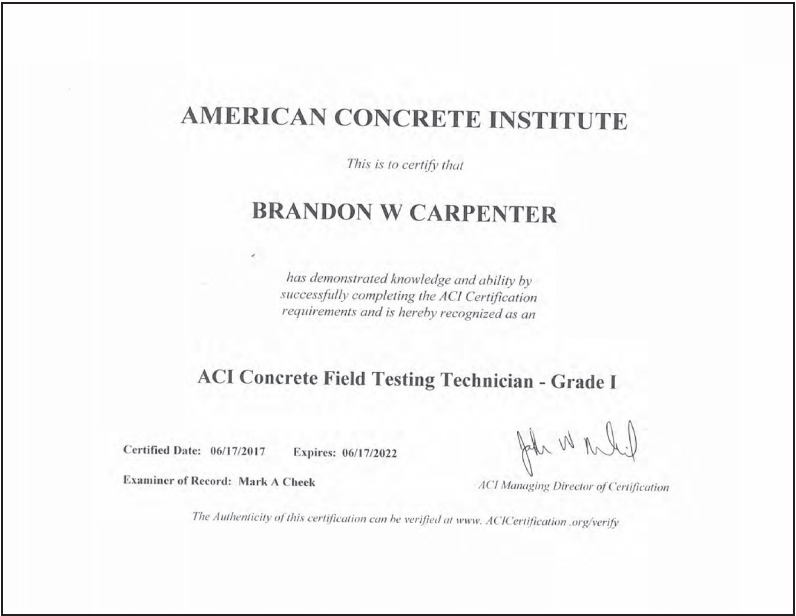 AMERICAN CONCRETE INSTITUTE
This is to certify that
BRANDON W CARPENTER
has demonstrated knowledge and ability by
successfully completing the ACI Certification
requirements and is hereby recognized as an
ACI Concrete Field Testing Technician - Grade I
Certified Date: 06/17/2017 Expires: 06/17/2022
Examiner of Record: Mark A Cheek
ACI Managing Director of Certification
The Authenticity of this certification can be verified at www. ACICertification .org/verify